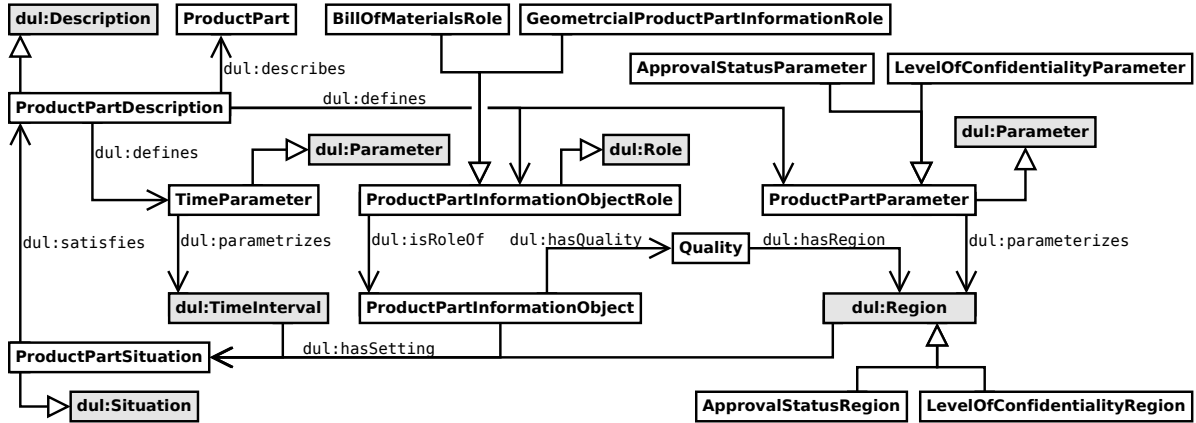 dul:Description
ProductPart
BillOfMaterialsRole
GeometrcialProductPartInformationRole
dul:describes
ApprovalStatusParameter
LevelOfConfidentialityParameter
ProductPartDescription
dul:defines
dul:Parameter
dul:defines
dul:Parameter
dul:Role
TimeParameter
ProductPartInformationObjectRole
ProductPartParameter
dul:satisfies
dul:parametrizes
dul:isRoleOf
dul:hasQuality
Quality
dul:hasRegion
dul:parameterizes
dul:TimeInterval
ProductPartInformationObject
dul:Region
ProductPartSituation
dul:hasSetting
dul:Situation
ApprovalStatusRegion
LevelOfConfidentialityRegion